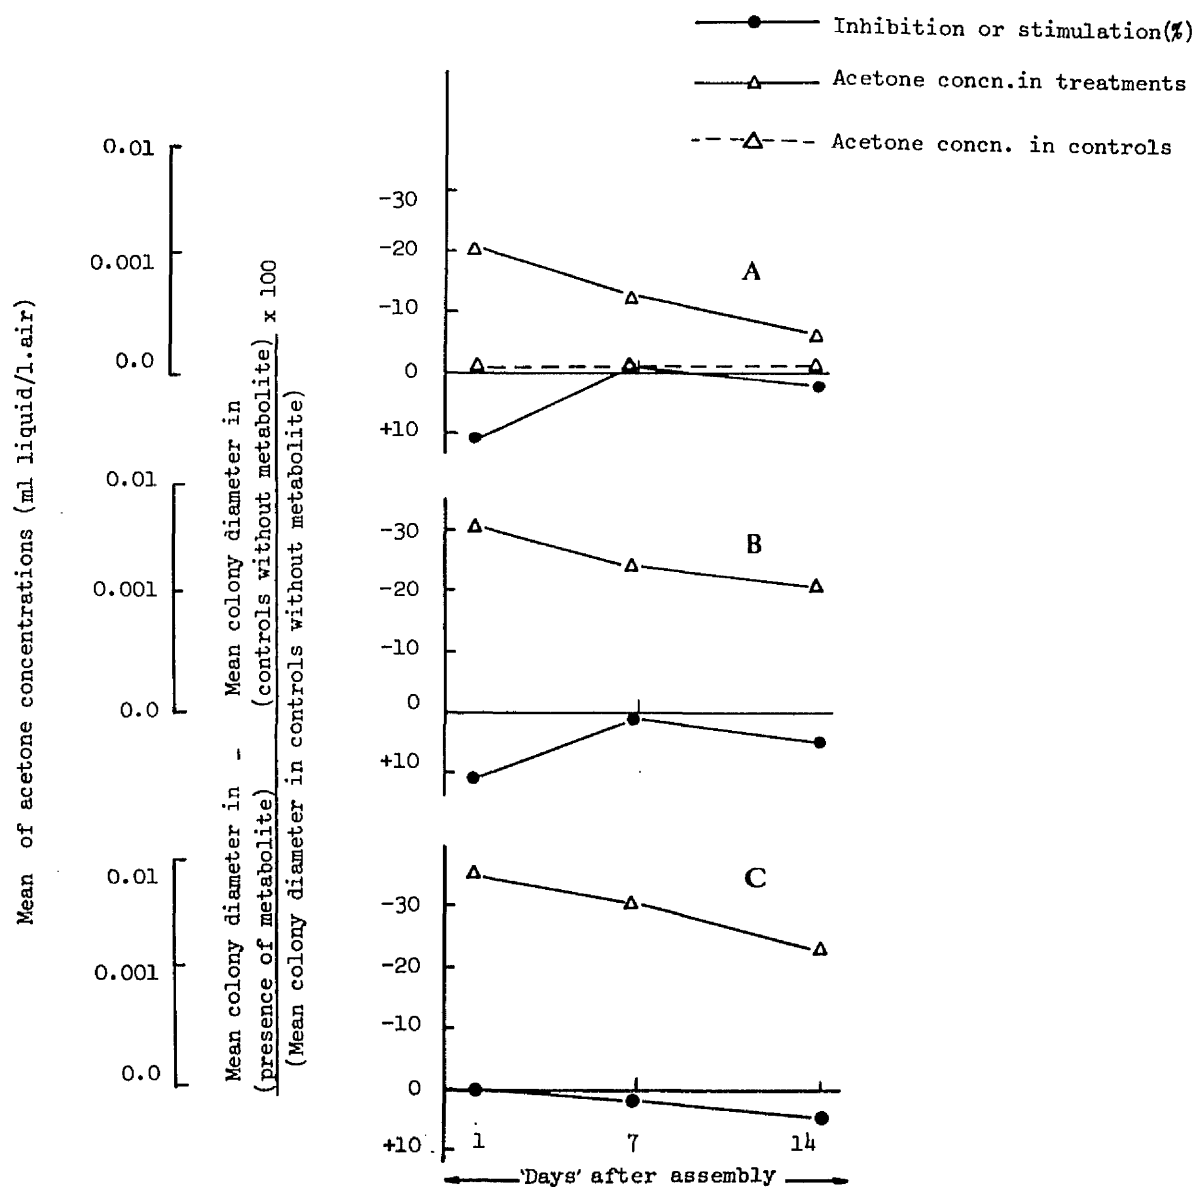 Inhibition or stimulation(%)
Acetone concn.in treatments
Acetone concn. in controls
Mean of acetone concentrations (ml liquid/l.air)
0.01
0.001
0.0
0.01
0.001
0.0
0.01
0.001
0.0
Mean colony diameter in - Mean colony diameter in
(presence of metabolite) (controls without metabolite) x 100
(Mean colony diameter in controls without metabolite)
-30
-20
-10
0
+10
A
-30
-20
-10
0
+10
B
-30
-20
-10
0
+10
C
1 7 14
'Days' after assembly